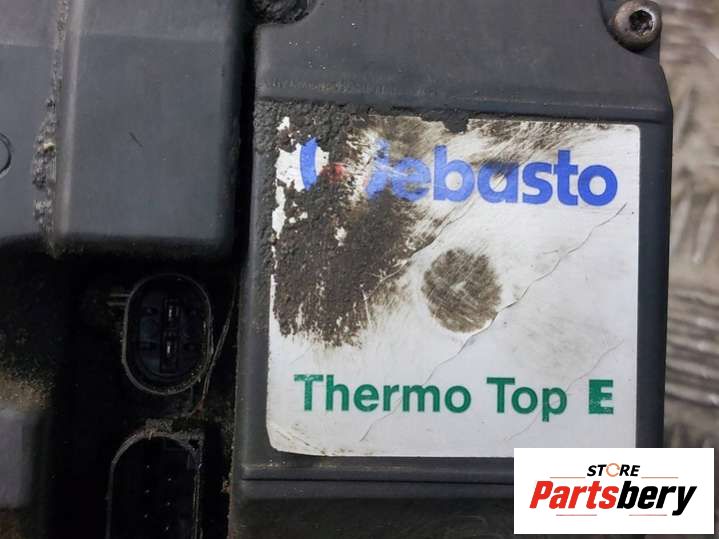 Webasto
Thermo Top E
STORE
Partsbery